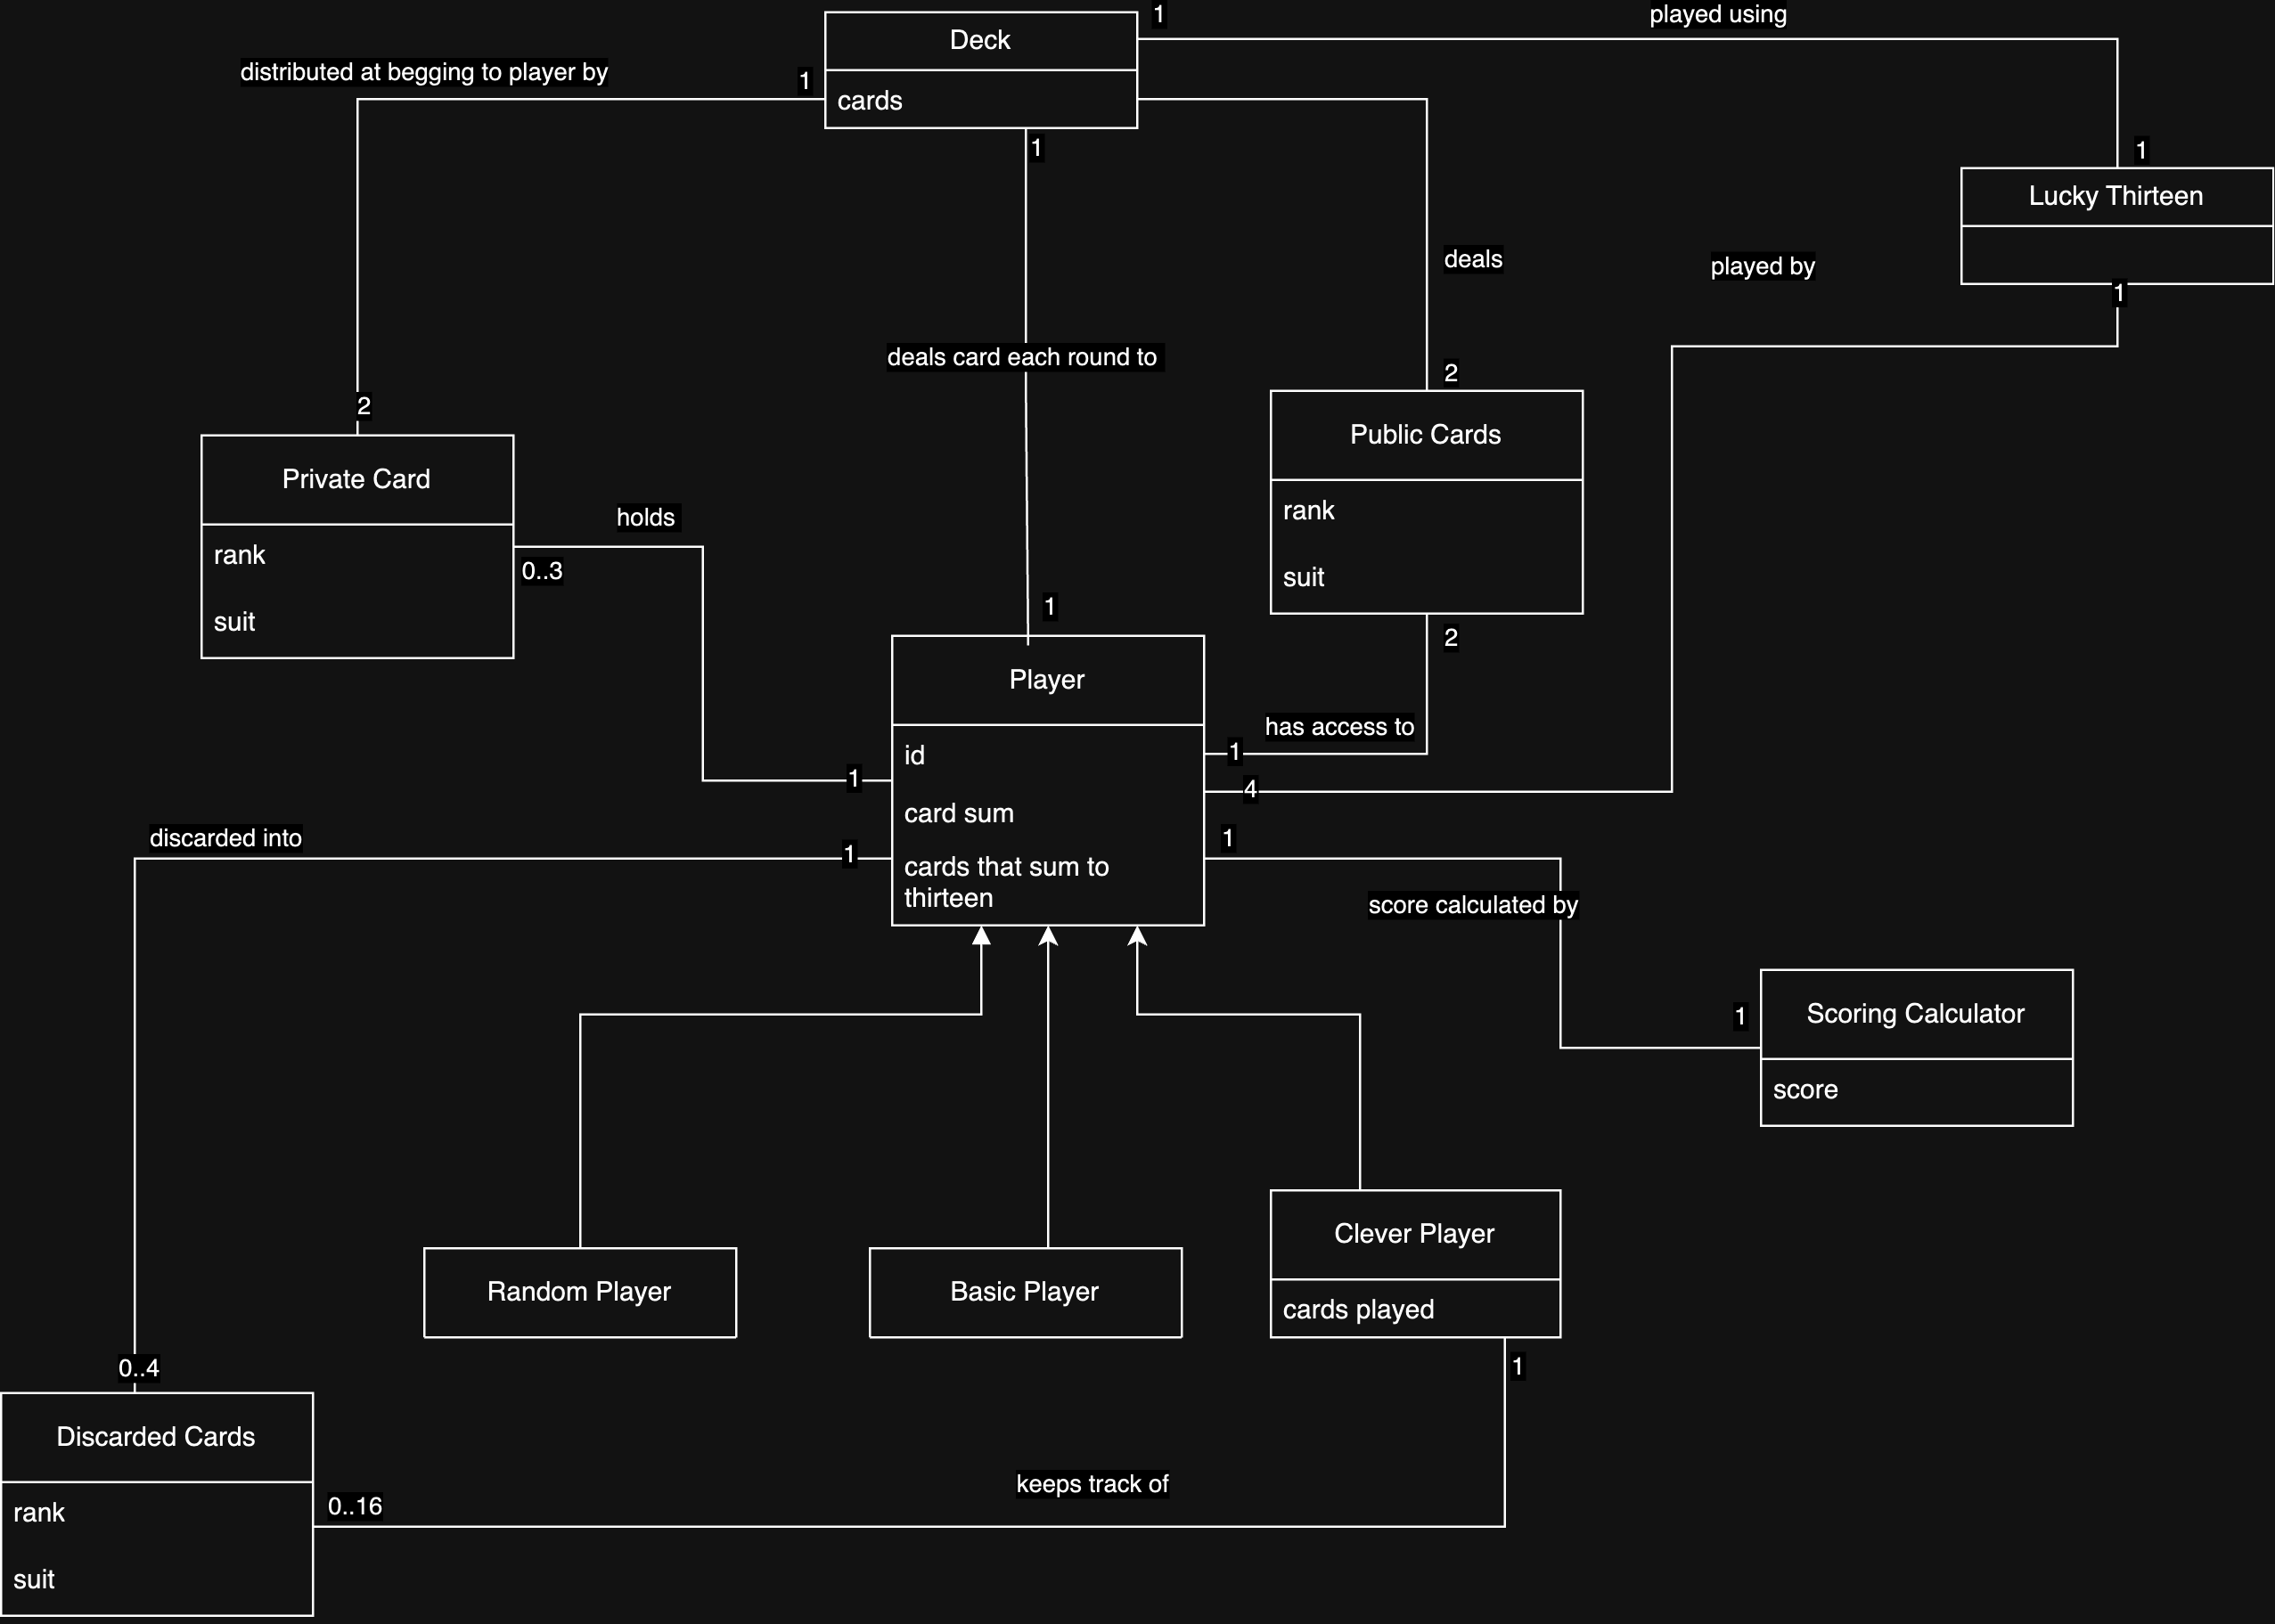 1
played using
Deck
distributed at begging to player by
1
cards
1
1
Lucky Thirteen
deals
played by
1
deals card each round to
2
2
Public Cards
Private Card
rank
holds
rank
0..3
suit
1
suit
2
Player
has access to
1
id
1
4
card sum
discarded into
1
1
cards that sum to
thirteen
score calculated by
Scoring Calculator
1
score
Clever Player
Random Player
Basic Player
cards played
0..4
1
Discarded Cards
keeps track of
rank
0..16
suit